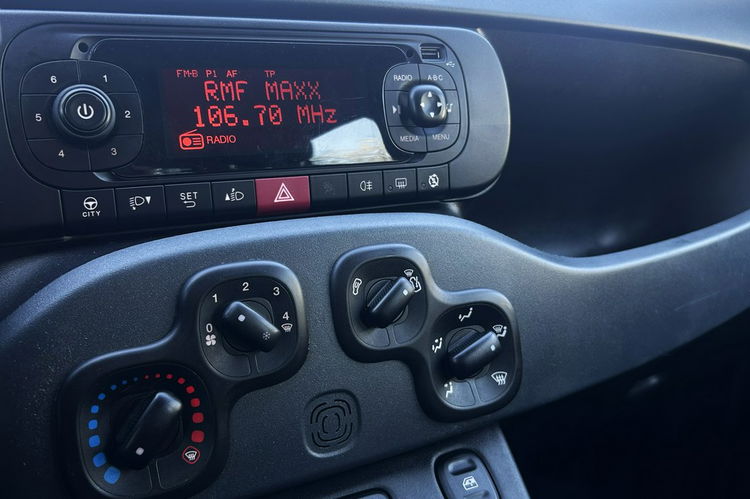 FM-B P1 AF TP
RMF MAXX
106.70 MHz
RADIO
6 1
5 2
4 3
RADIO A-B-C
MEDIA MENU
CITY
SET
0 1 2 3 4